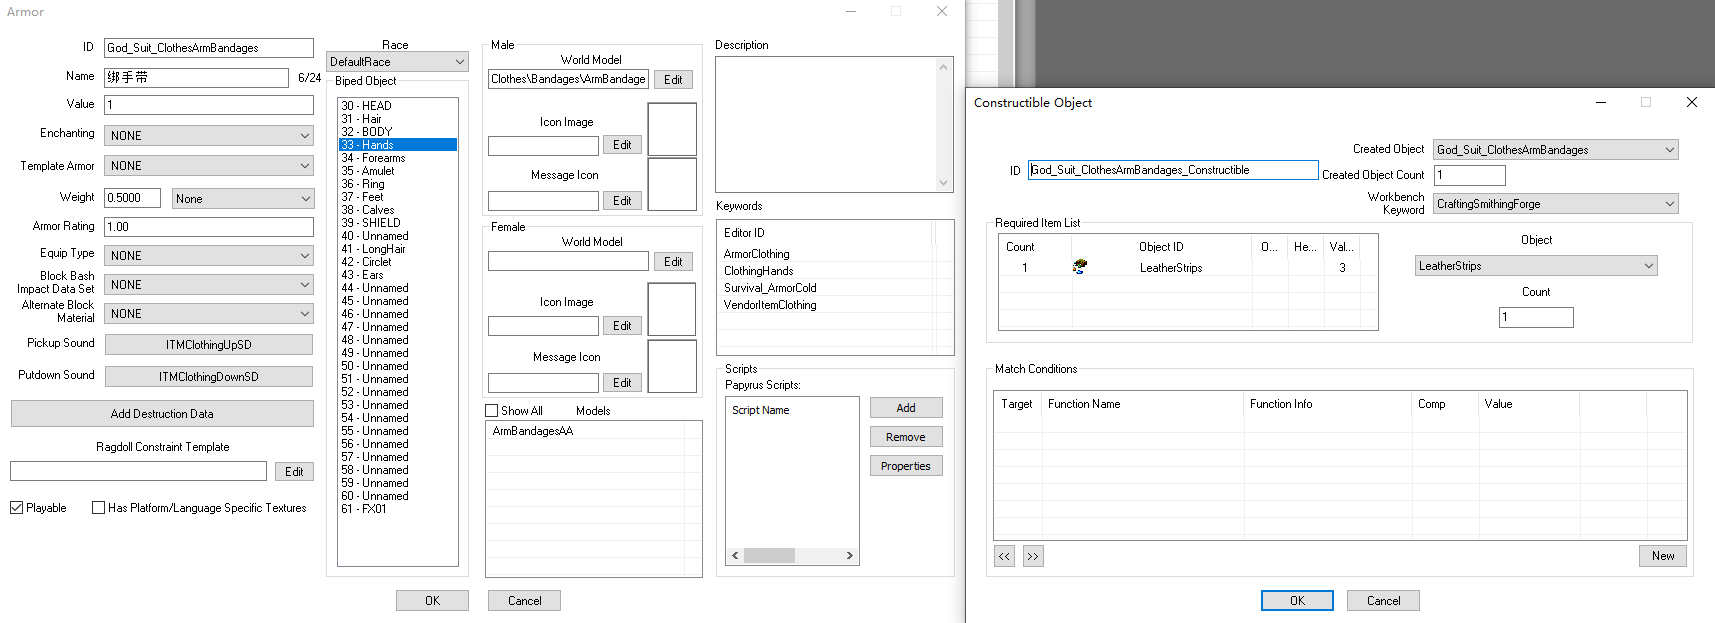 Armor
ID God_Suit_ClothesArmBandages
Name 绑手带 6/24
Value 1
Enchanting NONE
Template Armor NONE
Weight 0.5000 None
Armor Rating 1.00
Equip Type NONE
Block Bash
Impact Data Set NONE
Alternate Block
Material NONE
Pickup Sound ITMClothingUpSD
Putdown Sound ITMClothingDownSD
Add Destruction Data
Ragdoll Constraint Template
Edit
Playable Has Platform/Language Specific Textures
Race
DefaultRace
Biped Object
30 - HEAD
31 - Hair
32 - BODY
33 - Hands
34 - Forearms
35 - Amulet
36 - Ring
37 - Feet
38 - Calves
39 - SHIELD
40 - Unnamed
41 - LongHair
42 - Circlet
43 - Ears
44 - Unnamed
45 - Unnamed
46 - Unnamed
47 - Unnamed
48 - Unnamed
49 - Unnamed
50 - Unnamed
51 - Unnamed
52 - Unnamed
53 - Unnamed
54 - Unnamed
55 - Unnamed
56 - Unnamed
57 - Unnamed
58 - Unnamed
59 - Unnamed
60 - Unnamed
61 - FX01
Male
World Model
Clothes\Bandages\ArmBandage Edit
Icon Image
Edit
Message Icon
Edit
Female
World Model
Edit
Icon Image
Edit
Message Icon
Edit
Show All Models
ArmBandagesAA
Description
Keywords
Editor ID
ArmorClothing
ClothingHands
Survival_ArmorCold
VendorItemClothing
Scripts
Papyrus Scripts:
Script Name
Add
Remove
Properties
OK Cancel
Constructible Object
ID God_Suit_ClothesArmBandages_Constructible
Created Object God_Suit_ClothesArmBandages
Created Object Count 1
Workbench
Keyword CraftingSmithingForge
Required Item List
Count Object ID O... He... Val...
1 LeatherStrips 3
Object
LeatherStrips
Count
1
Match Conditions
Target Function Name Function Info Comp Value
<< >> New
OK Cancel